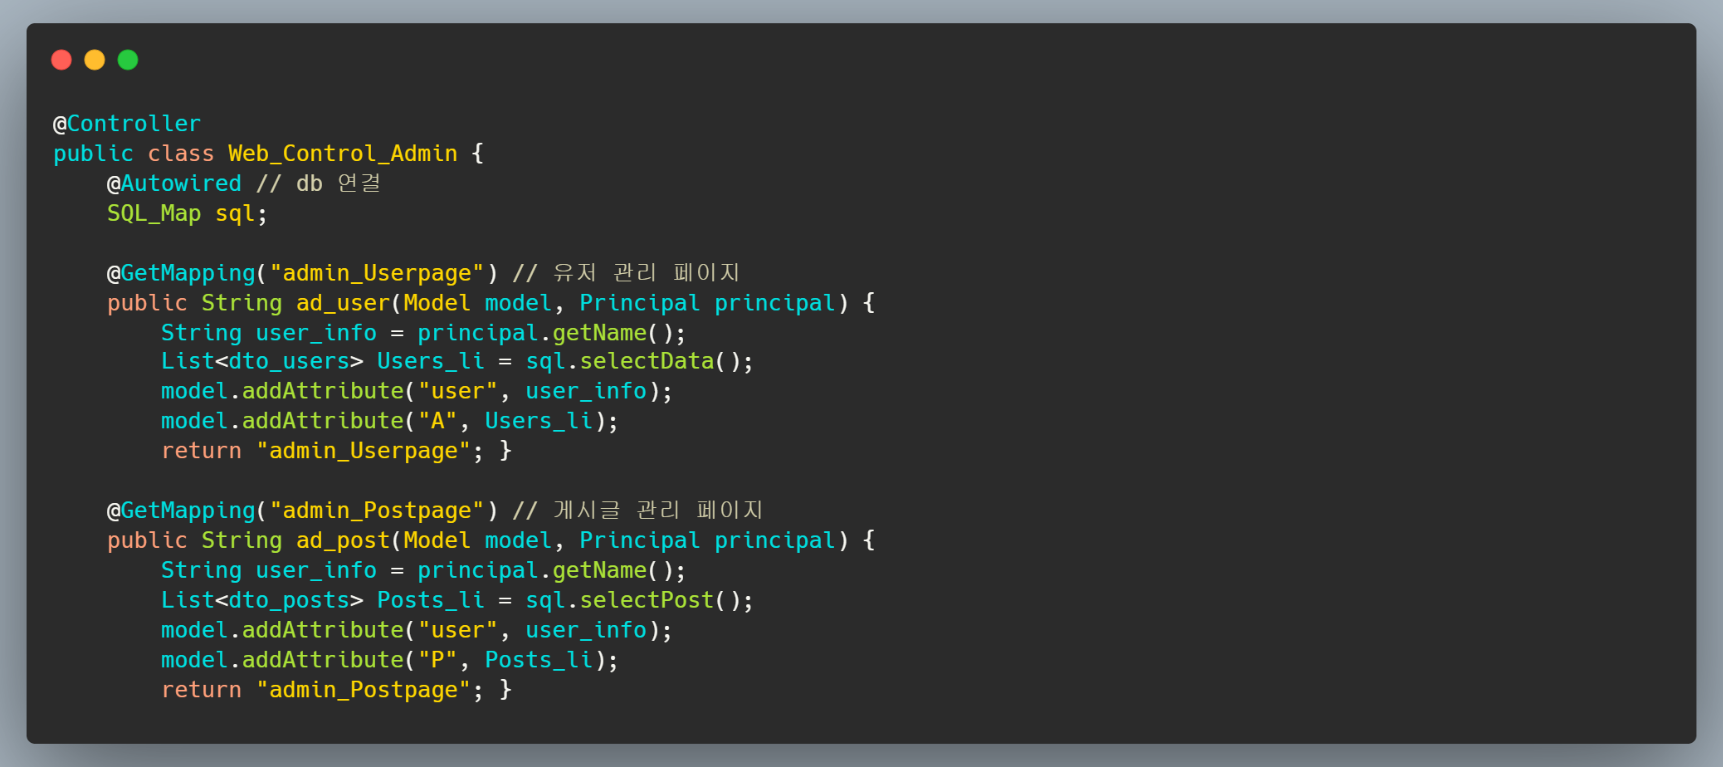 @Controller
public class Web_Control_Admin {
    @Autowired // db 연결
    SQL_Map sql;

    @GetMapping("admin_Userpage") // 유저 관리 페이지
    public String ad_user(Model model, Principal principal) {
        String user_info = principal.getName();
        List<dto_users> Users_li = sql.selectData();
        model.addAttribute("user", user_info);
        model.addAttribute("A", Users_li);
        return "admin_Userpage"; }

    @GetMapping("admin_Postpage") // 게시글 관리 페이지
    public String ad_post(Model model, Principal principal) {
        String user_info = principal.getName();
        List<dto_posts> Posts_li = sql.selectPost();
        model.addAttribute("user", user_info);
        model.addAttribute("P", Posts_li);
        return "admin_Postpage"; }